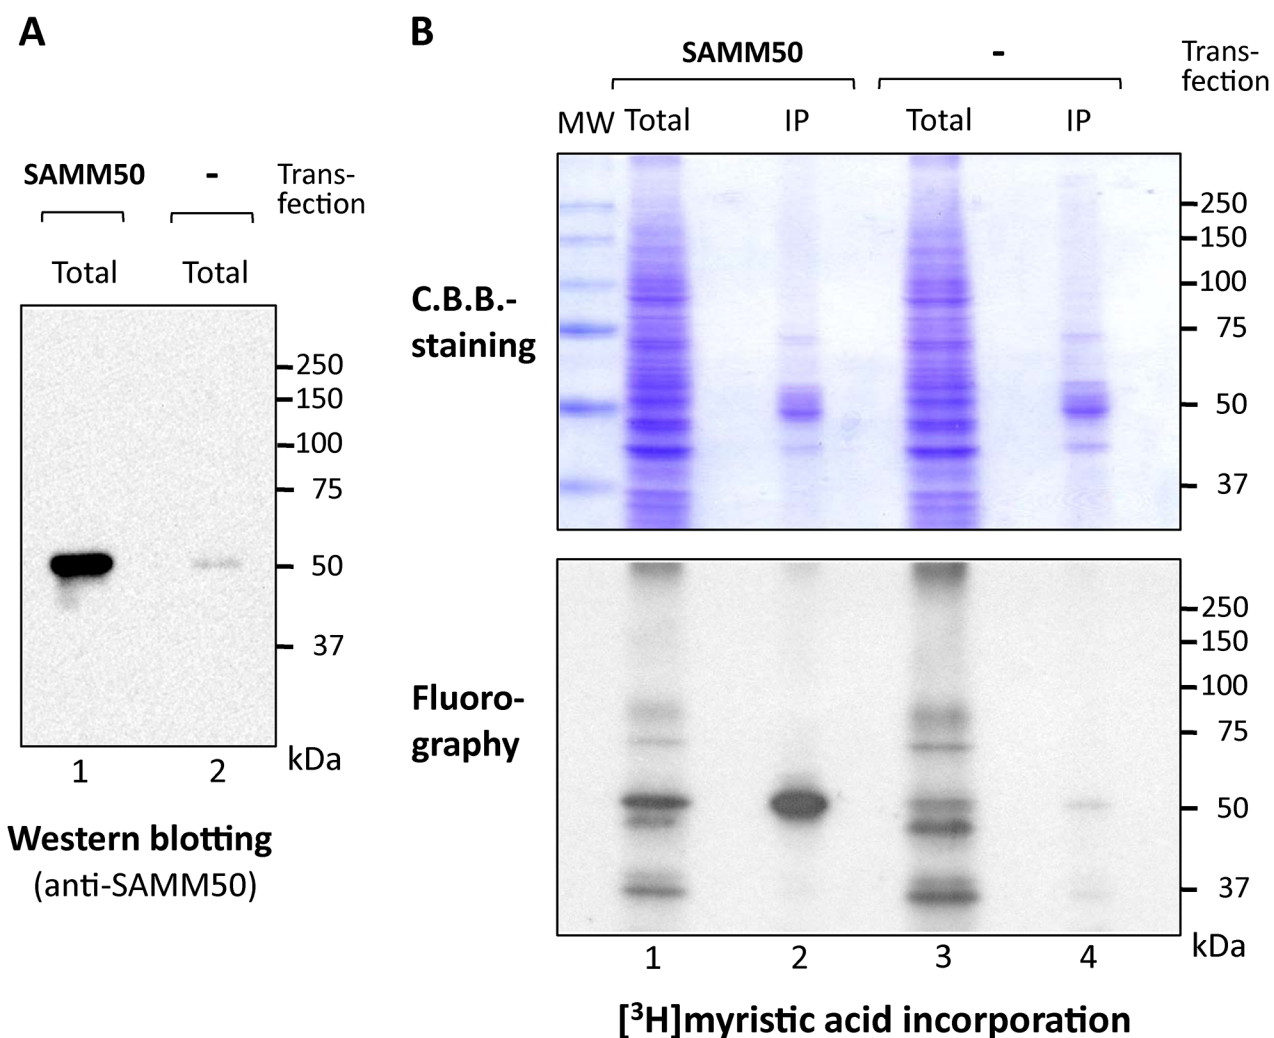 A
SAMM50 - Trans-
fection
Total Total
250
150
100
75
50
37
kDa
1 2
Western blotting
(anti-SAMM50)
B
SAMM50 - Trans-
fection
MW Total IP Total IP
C.B.B.-
staining
250
150
100
75
50
37
Fluoro-
graphy
250
150
100
75
50
37
kDa
1 2 3 4
[³H]myristic acid incorporation